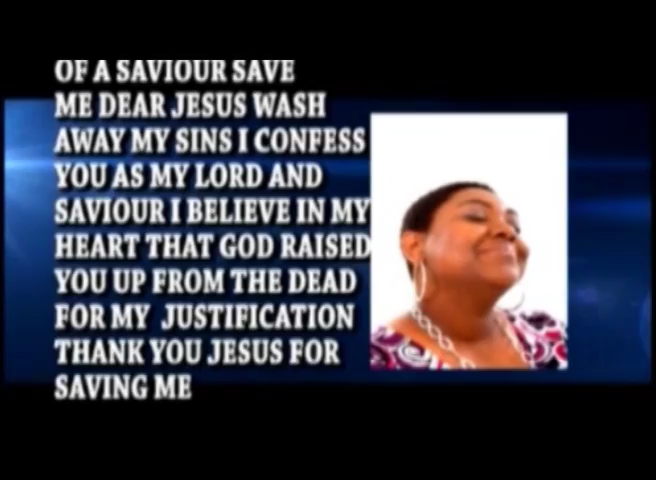 OF A SAVIOUR SAVE
ME DEAR JESUS WASH
AWAY MY SINS I CONFESS
YOU AS MY LORD AND
SAVIOUR I BELIEVE IN MY
HEART THAT GOD RAISED
YOU UP FROM THE DEAD
FOR MY JUSTIFICATION
THANK YOU JESUS FOR
SAVING ME